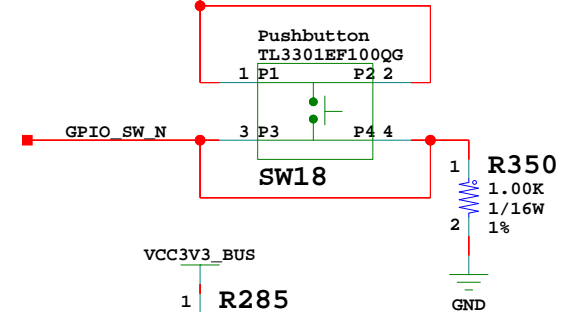 Pushbutton
TL3301EF100QG
1 P1 P2 2
GPIO_SW_N 3 P3 P4 4
SW18
1 R350
1.00K
1/16W
2 1%
VCC3V3_BUS
1 R285
GND